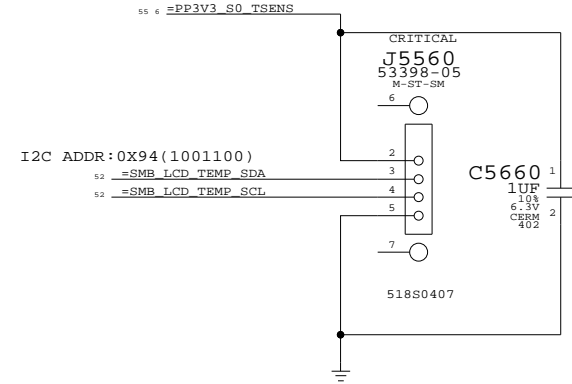 55 6 =PP3V3_S0_TSENS
CRITICAL
J5560
53398-05
M-ST-SM
6
I2C ADDR:0X94(1001100)
2
52 =SMB_LCD_TEMP_SDA 3
52 =SMB_LCD_TEMP_SCL 4
5
C5660 1
1UF
10%
6.3V
CERM 2
402
7
518S0407